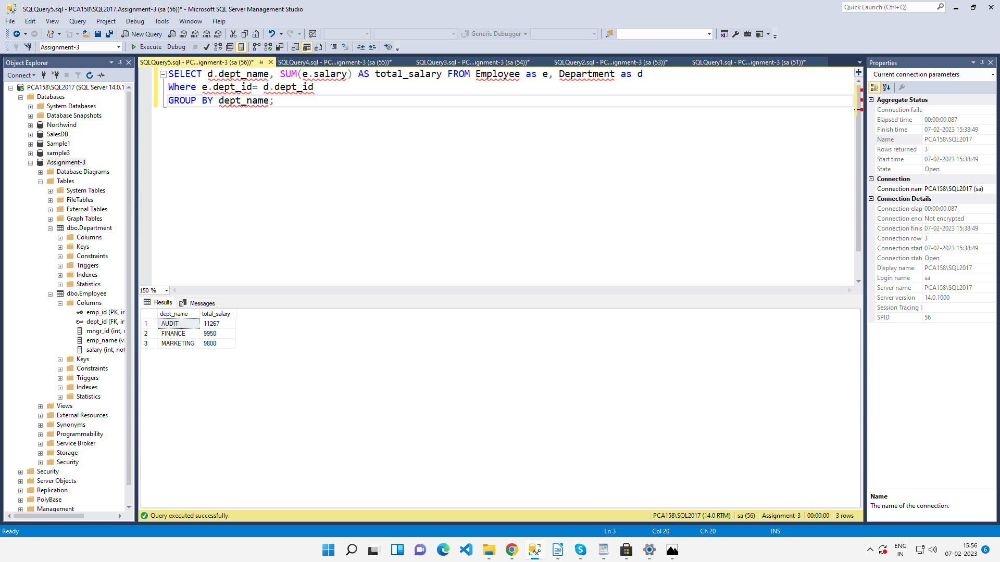 SQLQuery5.sql - PCA158\SQL2017.Assignment-3 (sa (56))* - Microsoft SQL Server Management Studio
Quick Launch (Ctrl+Q)
File Edit View Query Project Debug Tools Window Help
New Query
Generic Debugger
Assignment-3
Execute Debug
Object Explorer
Connect
PCA158\SQL2017 (SQL Server 14.0.1
Databases
System Databases
Database Snapshots
Northwind
SalesDB
Sample1
sample3
Assignment-3
Database Diagrams
Tables
System Tables
FileTables
External Tables
Graph Tables
dbo.Department
Columns
Keys
Constraints
Triggers
Indexes
Statistics
dbo.Employee
Columns
emp_id (PK, in
dept_id (FK, in
mngr_id (int, n
emp_name (va
salary (int, not
Keys
Constraints
Triggers
Indexes
Statistics
Views
External Resources
Synonyms
Programmability
Service Broker
Storage
Security
Security
Server Objects
Replication
PolyBase
Management
SQLQuery5.sql - PC...ignment-3 (sa (56))* SQLQuery4.sql - PC...ignment-3 (sa (55))* SQLQuery3.sql - PC...ignment-3 (sa (54))* SQLQuery2.sql - PC...ignment-3 (sa (53))* SQLQuery1.sql - PC...ignment-3 (sa (51))*
SELECT d.dept_name, SUM(e.salary) AS total_salary FROM Employee as e, Department as d
Where e.dept_id= d.dept_id
GROUP BY dept_name;
150 %
Results Messages
dept_name total_salary
1 AUDIT 11267
2 FINANCE 9950
3 MARKETING 9800
Query executed successfully.
PCA158\SQL2017 (14.0 RTM) sa (56) Assignment-3 00:00:00 3 rows
Properties
Current connection parameters
Aggregate Status
Connection failu
Elapsed time 00:00:00.087
Finish time 07-02-2023 15:38:49
Name PCA158\SQL2017
Rows returned 3
Start time 07-02-2023 15:38:49
State Open
Connection
Connection nam PCA158\SQL2017 (sa)
Connection Details
Connection elap 00:00:00.087
Connection encr Not encrypted
Connection finis 07-02-2023 15:38:49
Connection row 3
Connection start 07-02-2023 15:38:49
Connection state Open
Display name PCA158\SQL2017
Login name sa
Server name PCA158\SQL2017
Server version 14.0.1000
Session Tracing I
SPID 56
Name
The name of the connection.
Ready Ln 3 Col 20 Ch 20 INS
ENG
IN
15:56
07-02-2023
6